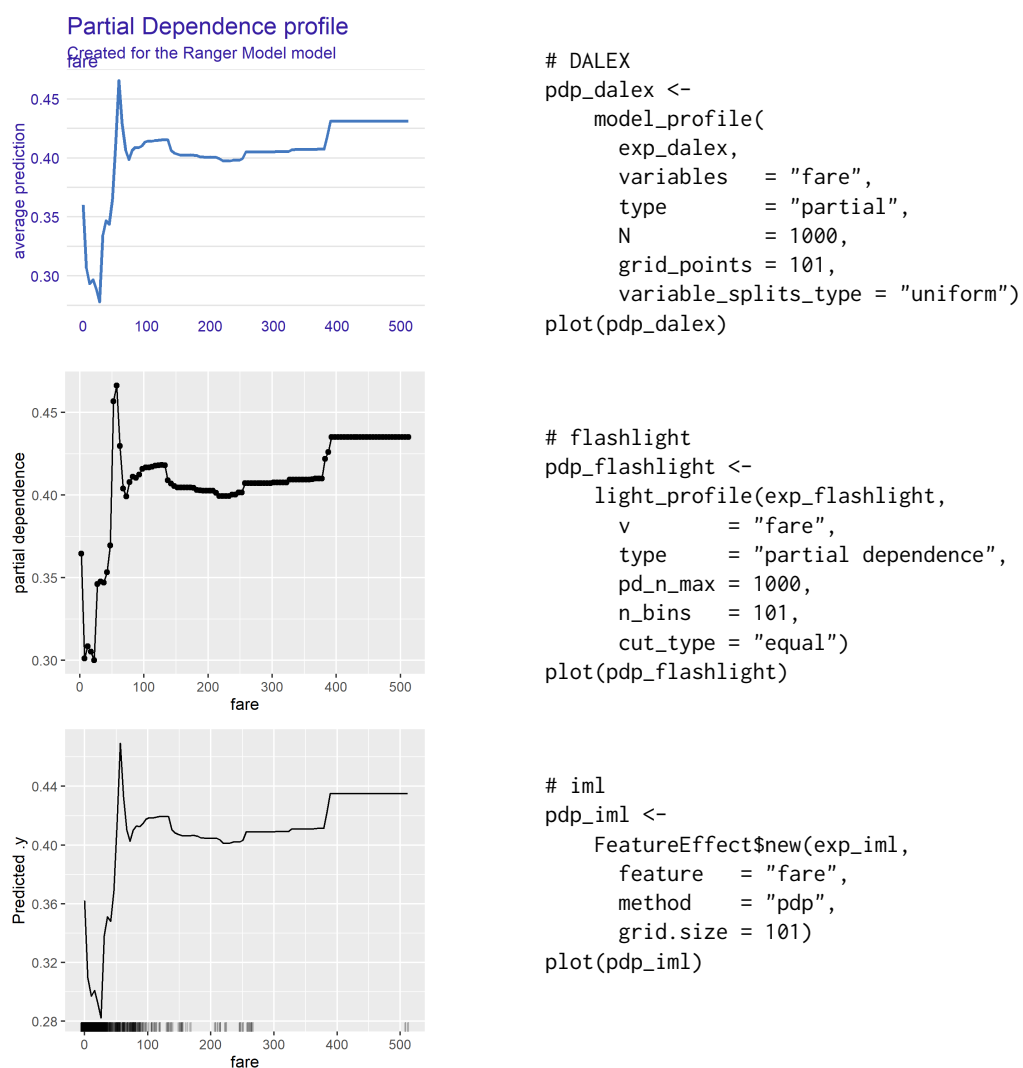 Partial Dependence profile
Created for the Ranger Model model
fare
0.45
0.40
0.35
0.30
average prediction
0 100 200 300 400 500
# DALEX
pdp_dalex <-
    model_profile(
      exp_dalex,
      variables   = "fare",
      type        = "partial",
      N           = 1000,
      grid_points = 101,
      variable_splits_type = "uniform")
plot(pdp_dalex)
0.45
0.40
0.35
0.30
partial dependence
0 100 200 300 400 500
fare
# flashlight
pdp_flashlight <-
    light_profile(exp_flashlight,
      v        = "fare",
      type     = "partial dependence",
      pd_n_max = 1000,
      n_bins   = 101,
      cut_type = "equal")
plot(pdp_flashlight)
0.44
0.40
0.36
0.32
0.28
Predicted .y
0 100 200 300 400 500
fare
# iml
pdp_iml <-
    FeatureEffect$new(exp_iml,
      feature   = "fare",
      method    = "pdp",
      grid.size = 101)
plot(pdp_iml)